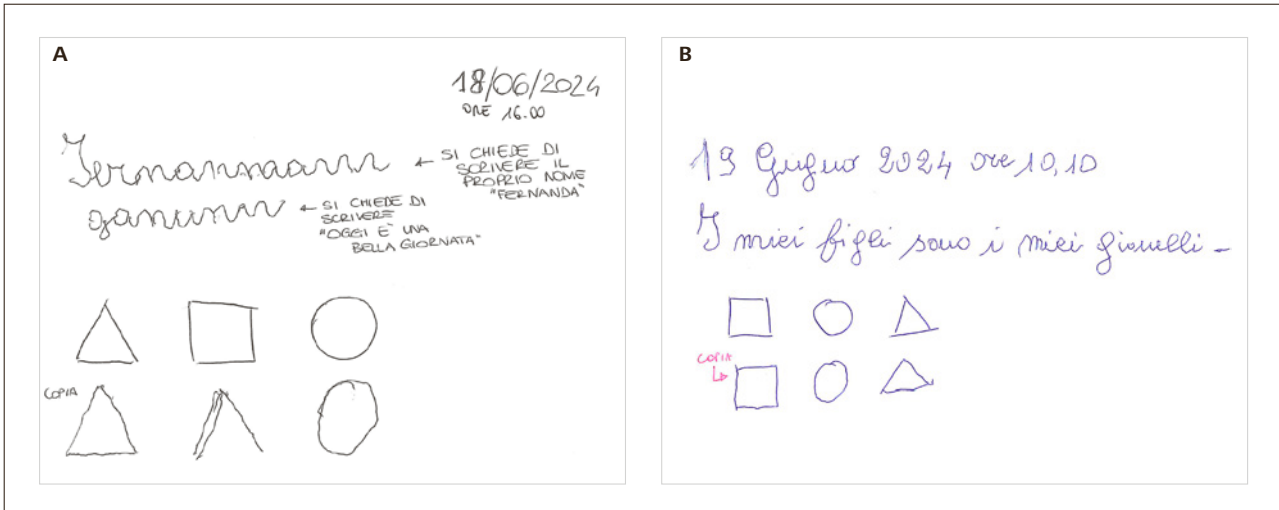 A
18/06/2024
ORE 16.00
← SI CHIEDE DI
SCRIVERE IL
PROPRIO NOME
"FERNANDA"
← SI CHIEDE DI
SCRIVERE
"OGGI E' UNA
BELLA GIORNATA"
COPIA
B
19 Giugno 2024 ore 10,10
I miei figli sono i miei gioielli -
COPIA